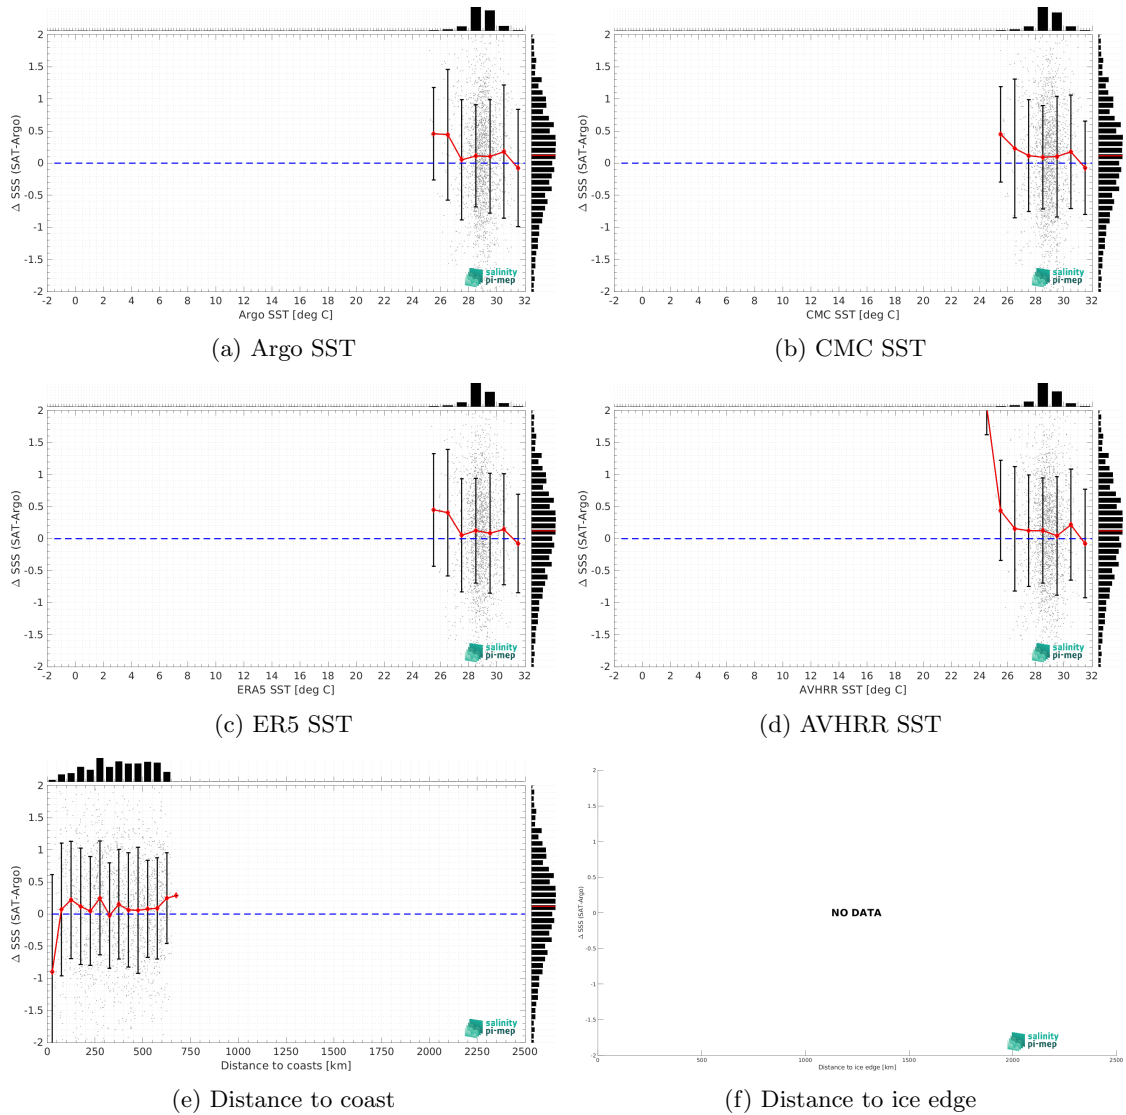 2
1.5
1
0.5
0
-0.5
-1
-1.5
-2
Δ SSS (SAT-Argo)
salinity
pi-mep
-2 0 2 4 6 8 10 12 14 16 18 20 22 24 26 28 30 32
Argo SST [deg C]
(a) Argo SST
2
1.5
1
0.5
0
-0.5
-1
-1.5
-2
Δ SSS (SAT-Argo)
salinity
pi-mep
-2 0 2 4 6 8 10 12 14 16 18 20 22 24 26 28 30 32
CMC SST [deg C]
(b) CMC SST
2
1.5
1
0.5
0
-0.5
-1
-1.5
-2
Δ SSS (SAT-Argo)
salinity
pi-mep
-2 0 2 4 6 8 10 12 14 16 18 20 22 24 26 28 30 32
ERA5 SST [deg C]
(c) ER5 SST
2
1.5
1
0.5
0
-0.5
-1
-1.5
-2
Δ SSS (SAT-Argo)
salinity
pi-mep
-2 0 2 4 6 8 10 12 14 16 18 20 22 24 26 28 30 32
AVHRR SST [deg C]
(d) AVHRR SST
2
1.5
1
0.5
0
-0.5
-1
-1.5
-2
Δ SSS (SAT-Argo)
salinity
pi-mep
0 250 500 750 1000 1250 1500 1750 2000 2250 2500
Distance to coasts [km]
(e) Distance to coast
2
1.5
1
0.5
0
-0.5
-1
-1.5
-2
Δ SSS (SAT-Argo)
NO DATA
salinity
pi-mep
0 500 1000 1500 2000 2500
Distance to ice edge [km]
(f) Distance to ice edge